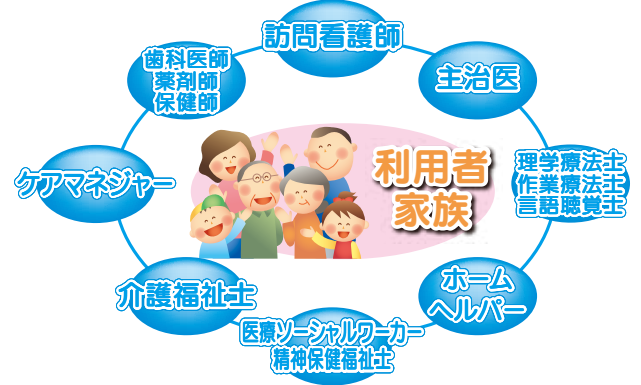 訪問看護師
主治医
理学療法士
作業療法士
言語聴覚士
ホーム
ヘルパー
医療ソーシャルワーカー
精神保健福祉士
介護福祉士
ケアマネジャー
歯科医師
薬剤師
保健師
利用者
家族